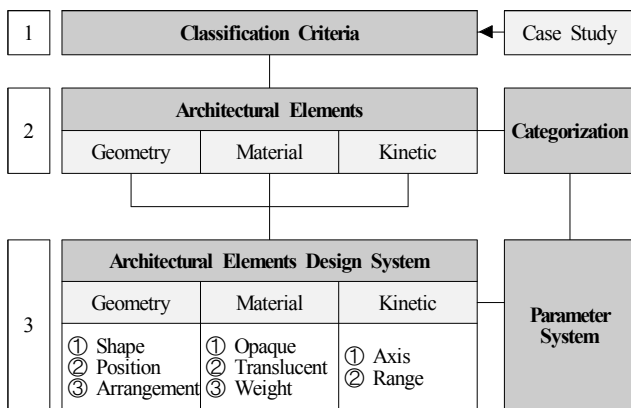 1
Classification Criteria
Case Study
2
Architectural Elements
Geometry Material Kinetic
Categorization
3
Architectural Elements Design System
Geometry Material Kinetic
① Shape
② Position
③ Arrangement
① Opaque
② Translucent
③ Weight
① Axis
② Range
Parameter
System